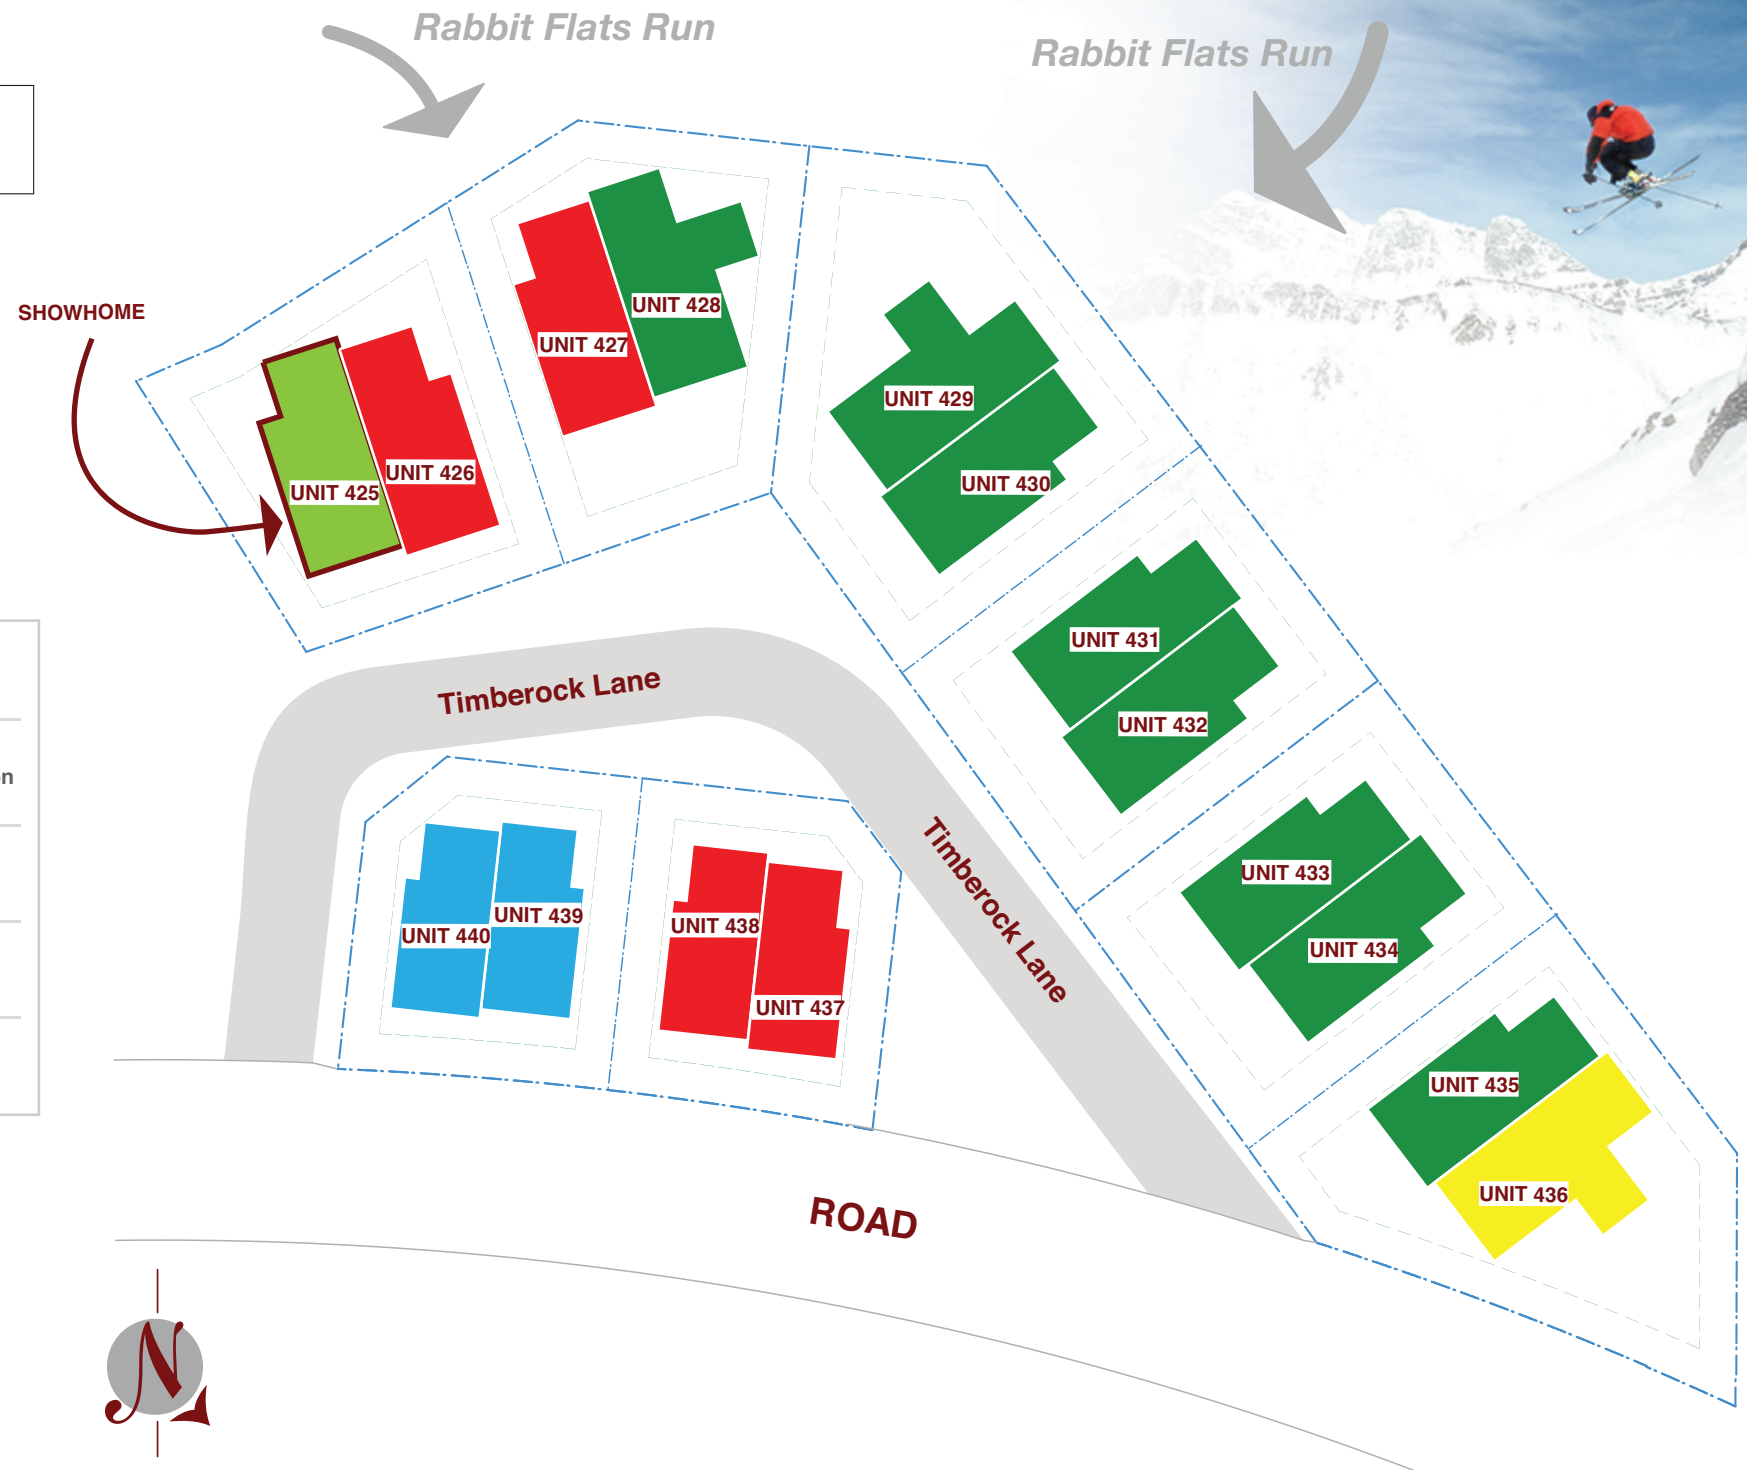 Rabbit Flats Run
Rabbit Flats Run
SHOWHOME
UNIT 428
UNIT 427
UNIT 429
UNIT 426
UNIT 430
UNIT 425
UNIT 431
Timberock Lane
UNIT 432
on
UNIT 433
Timberock Lane
UNIT 439
UNIT 438
UNIT 440
UNIT 434
UNIT 437
UNIT 435
UNIT 436
ROAD
N